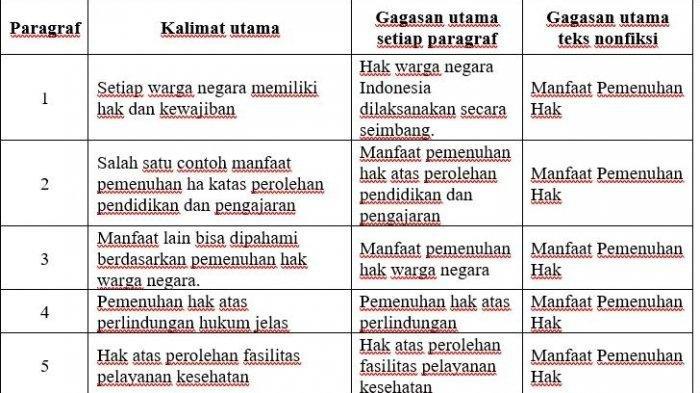 Paragraf
Kalimat utama
Gagasan utama
setiap paragraf
Gagasan utama
teks nonfiksi
1
Setiap warga negara memiliki
hak dan kewajiban
Hak warga negara
Indonesia
dilaksanakan secara
seimbang.
Manfaat Pemenuhan
Hak
2
Salah satu contoh manfaat
pemenuhan ha katas perolehan
pendidikan dan pengajaran
Manfaat pemenuhan
hak atas perolehan
pendidikan dan
pengajaran
Manfaat Pemenuhan
Hak
3
Manfaat lain bisa dipahami
berdasarkan pemenuhan hak
warga negara.
Manfaat pemenuhan
hak warga negara
Manfaat Pemenuhan
Hak
4
Pemenuhan hak atas
perlindungan hukum jelas
Pemenuhan hak atas
perlindungan
Manfaat Pemenuhan
Hak
5
Hak atas perolehan fasilitas
pelayanan kesehatan
Hak atas perolehan
fasilitas pelayanan
kesehatan
Manfaat Pemenuhan
Hak